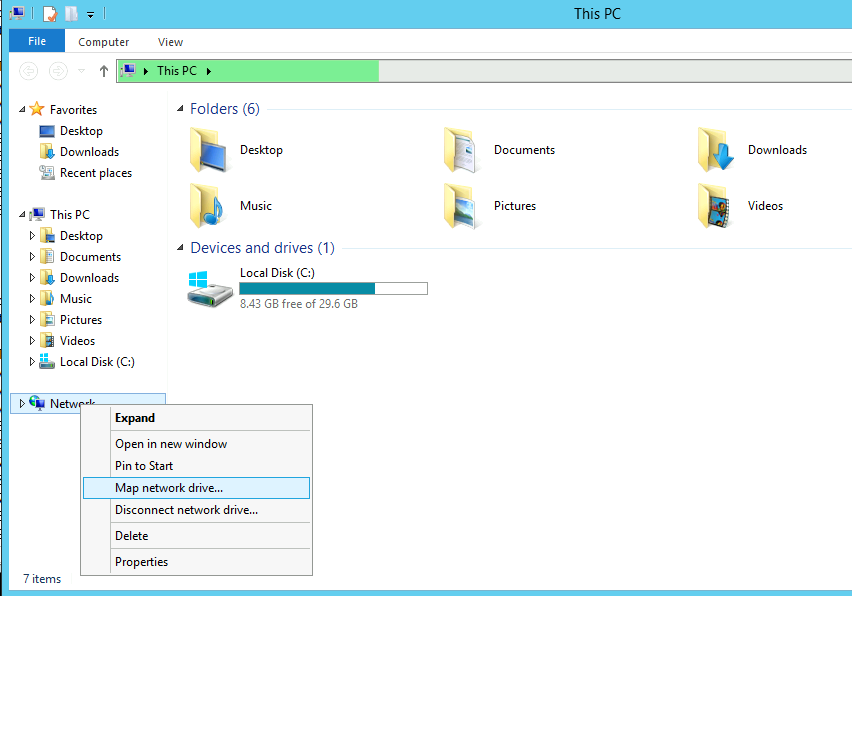 This PC
File Computer View
This PC
Favorites
Desktop
Downloads
Recent places
This PC
Desktop
Documents
Downloads
Music
Pictures
Videos
Local Disk (C:)
Network
Folders (6)
Desktop Documents Downloads
Music Pictures Videos
Devices and drives (1)
Local Disk (C:)
8.43 GB free of 29.6 GB
Expand
Open in new window
Pin to Start
Map network drive...
Disconnect network drive...
Delete
Properties
7 items